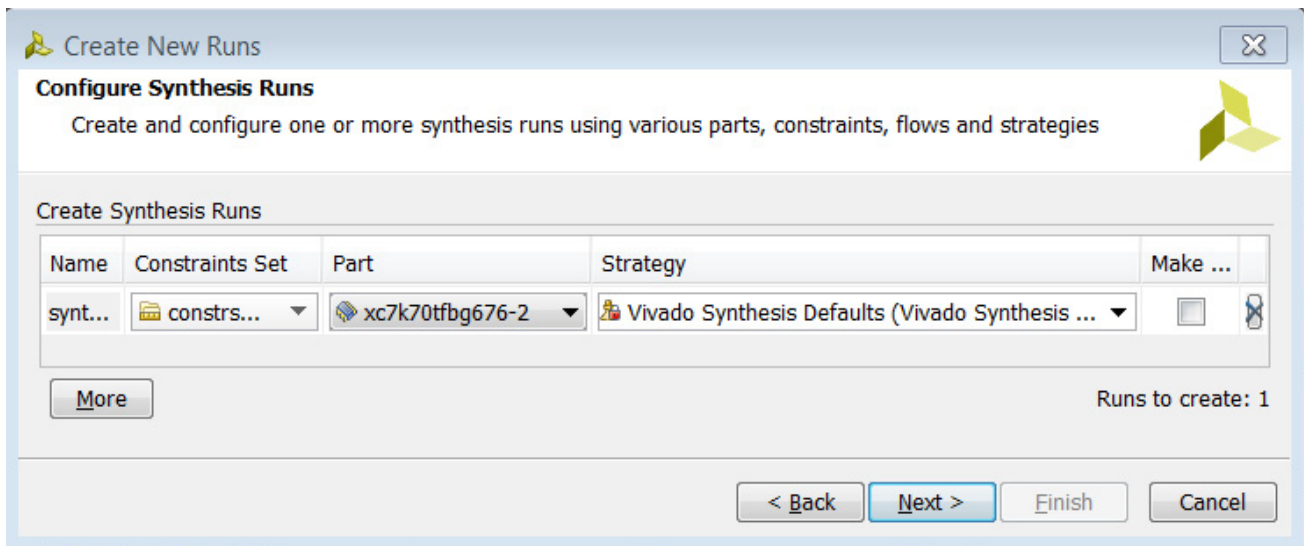 Create New Runs
Configure Synthesis Runs
Create and configure one or more synthesis runs using various parts, constraints, flows and strategies
Create Synthesis Runs
Name Constraints Set Part Strategy Make ...
synt... constrs... xc7k70tfbg676-2 Vivado Synthesis Defaults (Vivado Synthesis ...
More Runs to create: 1
< Back Next > Finish Cancel